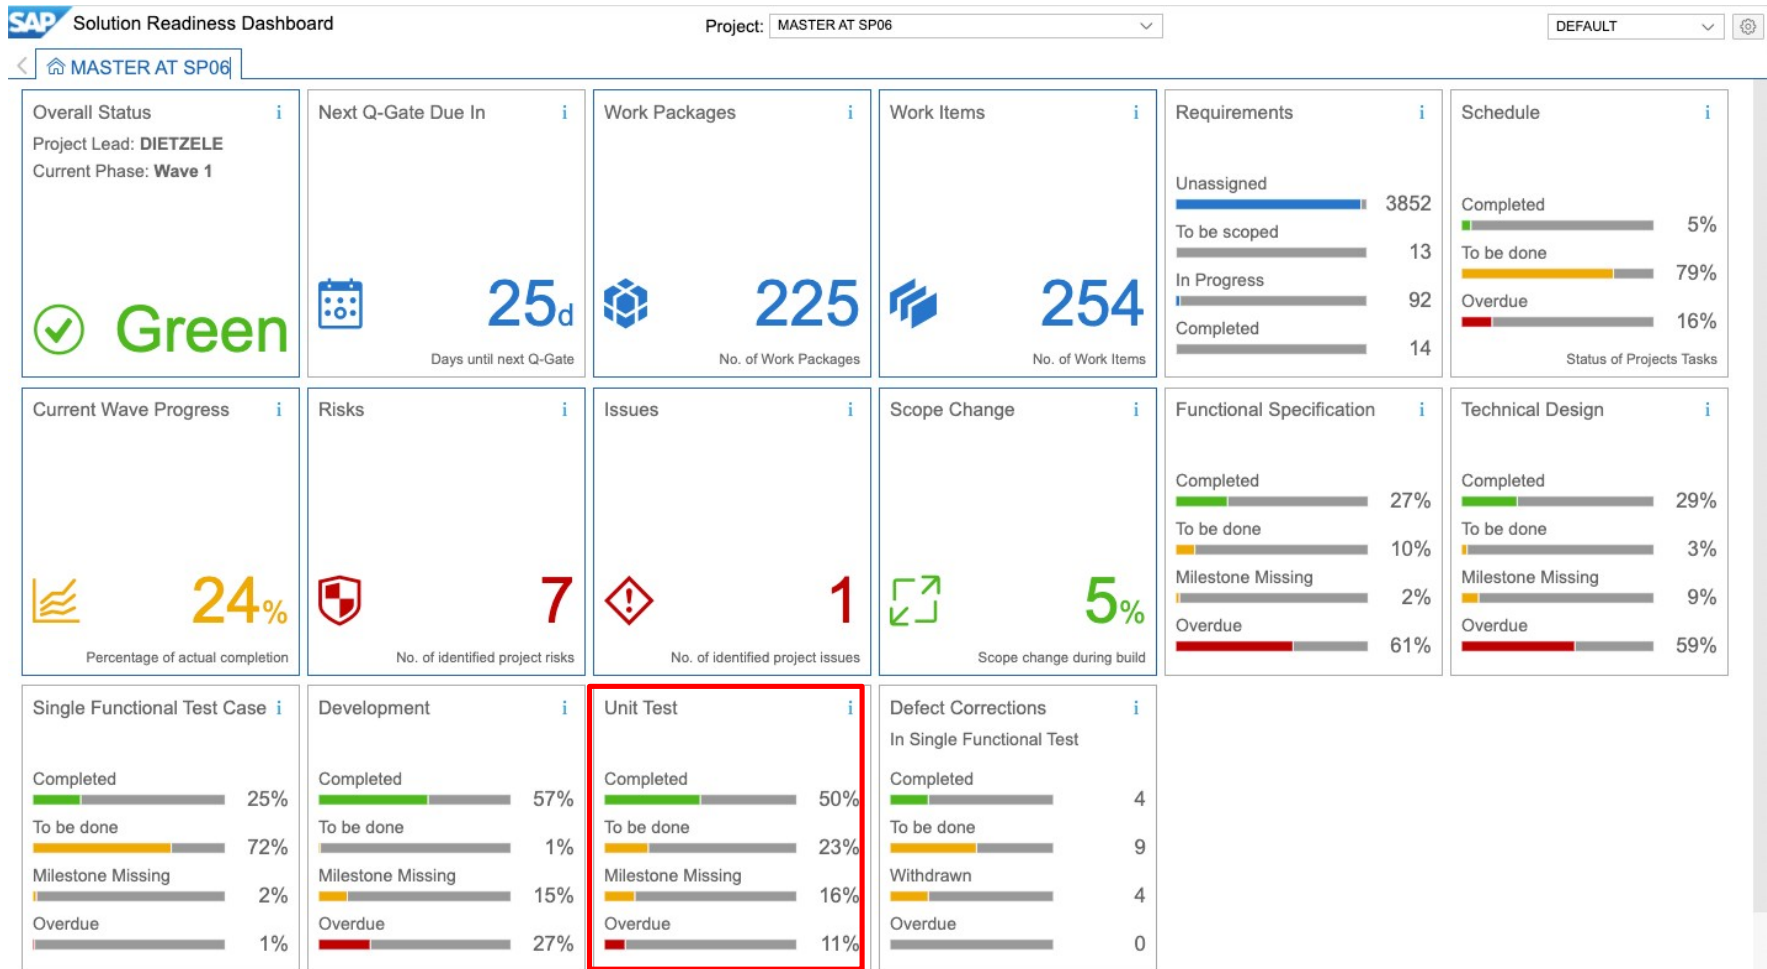 SAP Solution Readiness Dashboard
Project: MASTER AT SP06
DEFAULT
MASTER AT SP06
Overall Status i
Project Lead: DIETZELE
Current Phase: Wave 1
Green
Next Q-Gate Due In i
25d
Days until next Q-Gate
Work Packages i
225
No. of Work Packages
Work Items i
254
No. of Work Items
Requirements i
Unassigned
3852
To be scoped
13
In Progress
92
Completed
14
Schedule i
Completed
5%
To be done
79%
Overdue
16%
Status of Projects Tasks
Current Wave Progress i
24%
Percentage of actual completion
Risks i
7
No. of identified project risks
Issues i
1
No. of identified project issues
Scope Change i
5%
Scope change during build
Functional Specification i
Completed
27%
To be done
10%
Milestone Missing
2%
Overdue
61%
Technical Design i
Completed
29%
To be done
3%
Milestone Missing
9%
Overdue
59%
Single Functional Test Case i
Completed
25%
To be done
72%
Milestone Missing
2%
Overdue
1%
Development i
Completed
57%
To be done
1%
Milestone Missing
15%
Overdue
27%
Unit Test i
Completed
50%
To be done
23%
Milestone Missing
16%
Overdue
11%
Defect Corrections i
In Single Functional Test
Completed
4
To be done
9
Withdrawn
4
Overdue
0